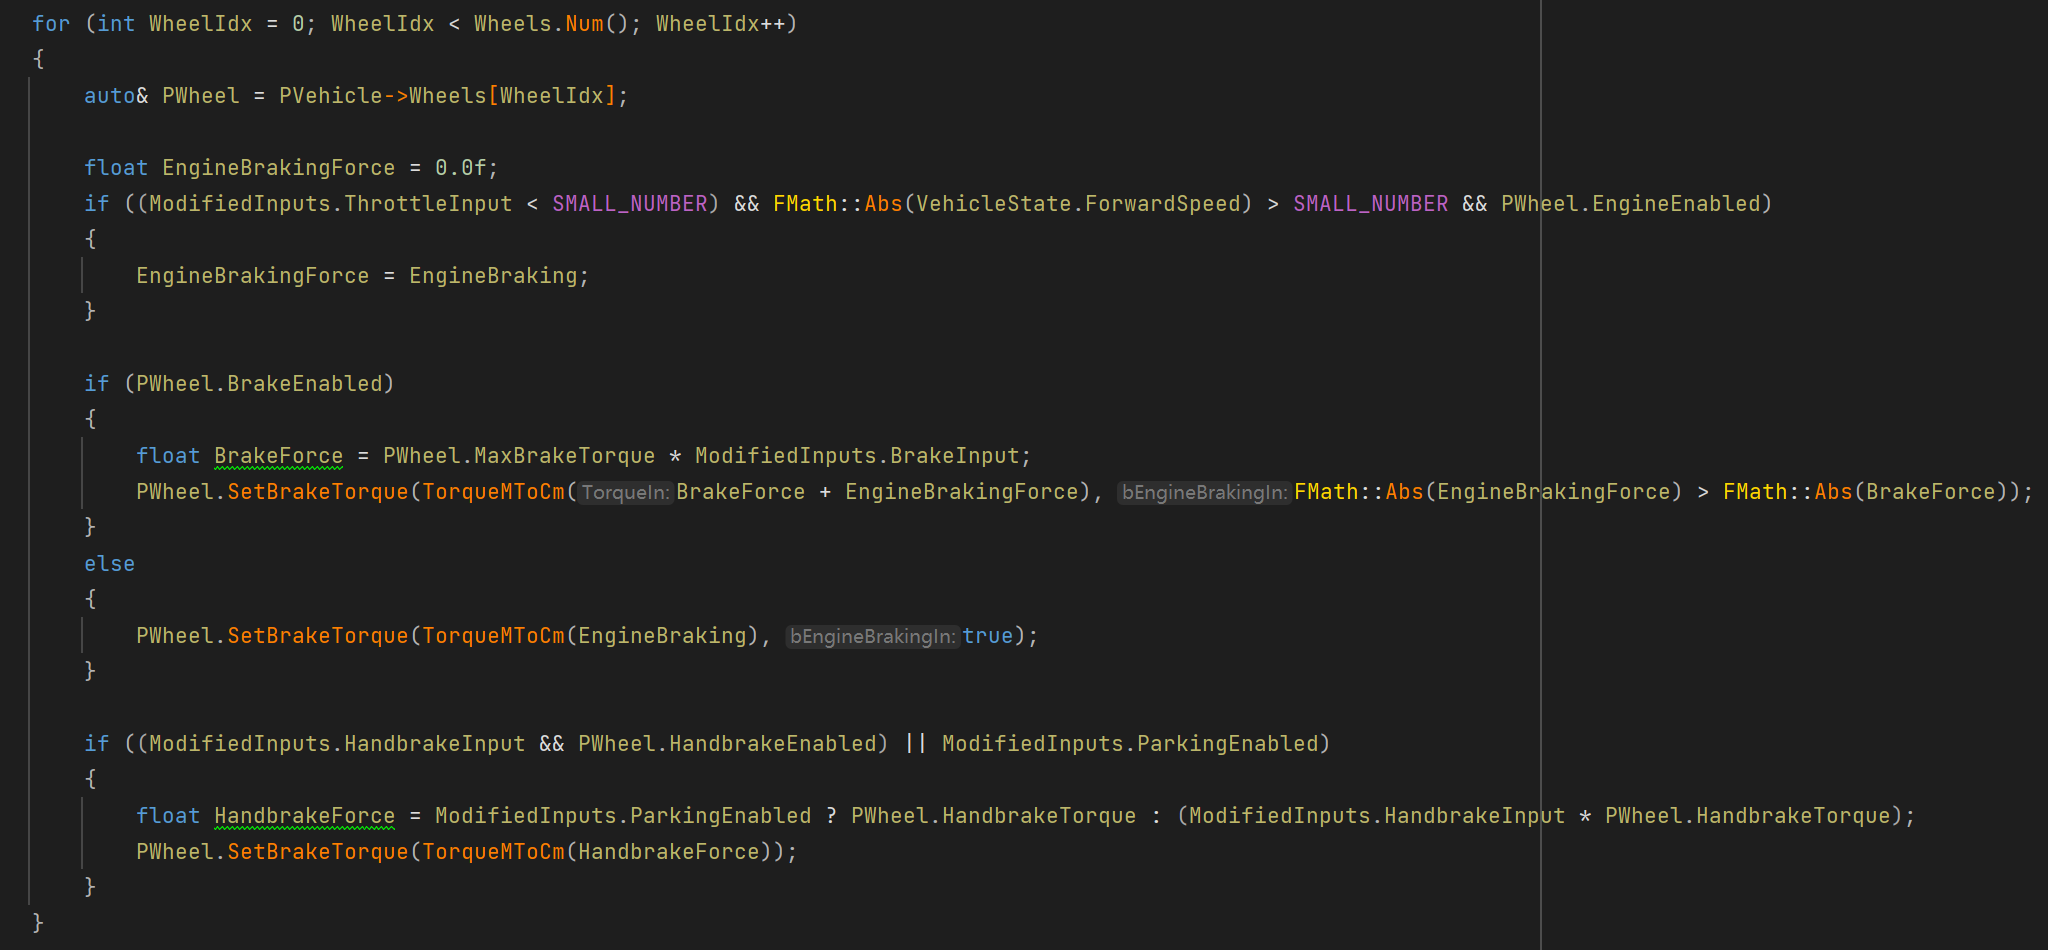 for (int WheelIdx = 0; WheelIdx < Wheels.Num(); WheelIdx++)
{
    auto& PWheel = PVehicle->Wheels[WheelIdx];

    float EngineBrakingForce = 0.0f;
    if ((ModifiedInputs.ThrottleInput < SMALL_NUMBER) && FMath::Abs(VehicleState.ForwardSpeed) > SMALL_NUMBER && PWheel.EngineEnabled)
    {
        EngineBrakingForce = EngineBraking;
    }

    if (PWheel.BrakeEnabled)
    {
        float BrakeForce = PWheel.MaxBrakeTorque * ModifiedInputs.BrakeInput;
        PWheel.SetBrakeTorque(TorqueMToCm( TorqueIn: BrakeForce + EngineBrakingForce), bEngineBrakingIn: FMath::Abs(EngineBrakingForce) > FMath::Abs(BrakeForce));
    }
    else
    {
        PWheel.SetBrakeTorque(TorqueMToCm(EngineBraking), bEngineBrakingIn: true);
    }

    if ((ModifiedInputs.HandbrakeInput && PWheel.HandbrakeEnabled) || ModifiedInputs.ParkingEnabled)
    {
        float HandbrakeForce = ModifiedInputs.ParkingEnabled ? PWheel.HandbrakeTorque : (ModifiedInputs.HandbrakeInput * PWheel.HandbrakeTorque);
        PWheel.SetBrakeTorque(TorqueMToCm(HandbrakeForce));
    }
}